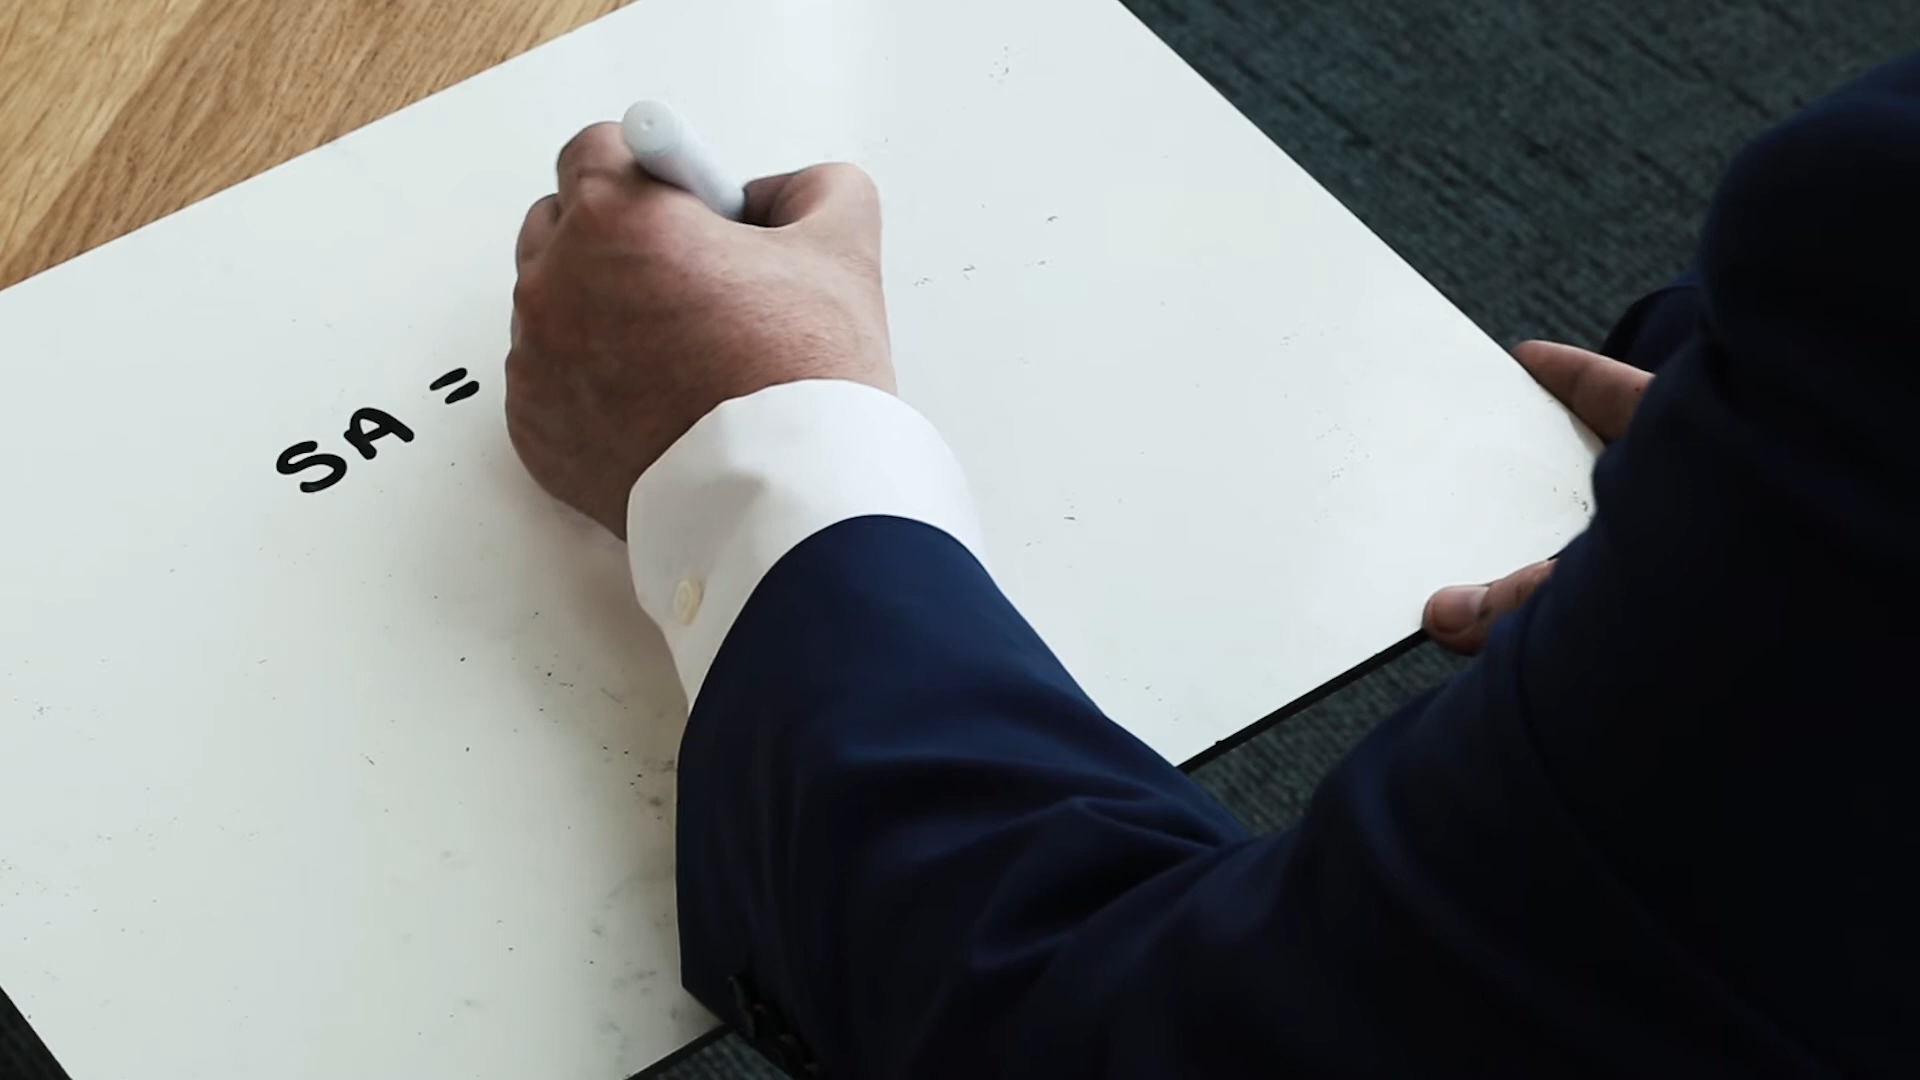 SA =